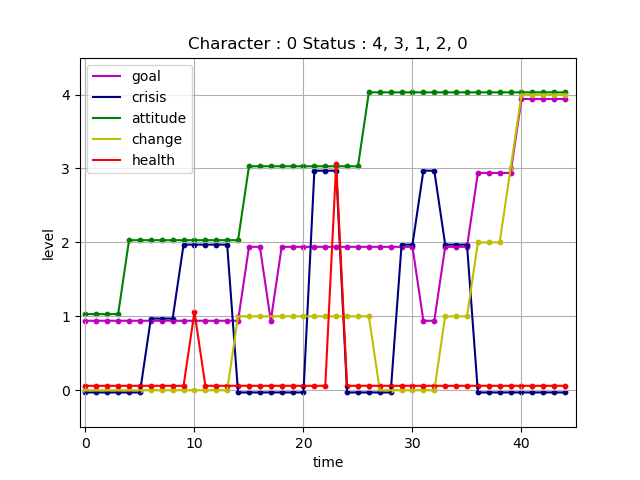 Character : 0 Status : 4, 3, 1, 2, 0
goal
crisis
attitude
change
health
level
4
3
2
1
0
0 10 20 30 40
time